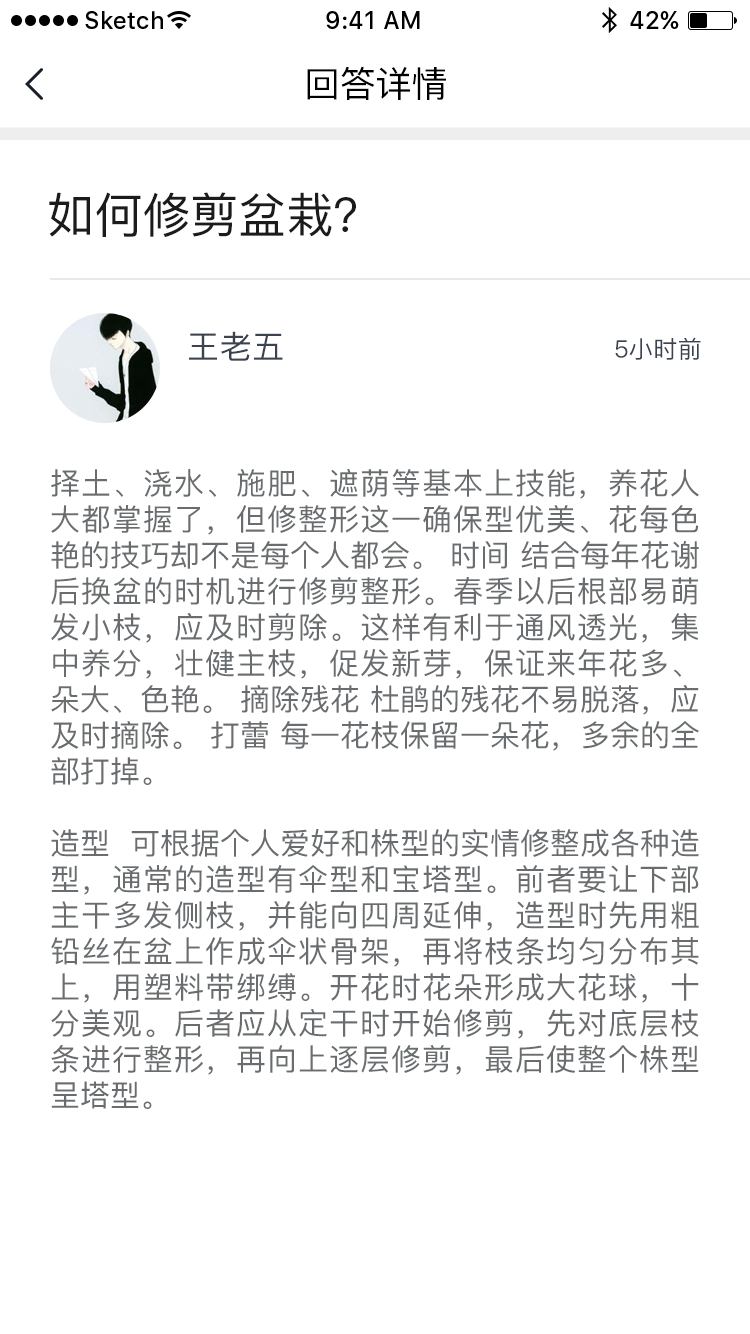 Sketch 9:41 AM 42%
回答详情
如何修剪盆栽?
王老五 5小时前
择土、浇水、施肥、遮荫等基本上技能，养花人
大都掌握了，但修整形这一确保型优美、花每色
艳的技巧却不是每个人都会。 时间 结合每年花谢
后换盆的时机进行修剪整形。春季以后根部易萌
发小枝，应及时剪除。这样有利于通风透光，集
中养分，壮健主枝，促发新芽，保证来年花多、
朵大、色艳。 摘除残花 杜鹃的残花不易脱落，应
及时摘除。 打蕾 每一花枝保留一朵花，多余的全
部打掉。
造型 可根据个人爱好和株型的实情修整成各种造
型，通常的造型有伞型和宝塔型。前者要让下部
主干多发侧枝，并能向四周延伸，造型时先用粗
铅丝在盆上作成伞状骨架，再将枝条均匀分布其
上，用塑料带绑缚。开花时花朵形成大花球，十
分美观。后者应从定干时开始修剪，先对底层枝
条进行整形，再向上逐层修剪，最后使整个株型
呈塔型。